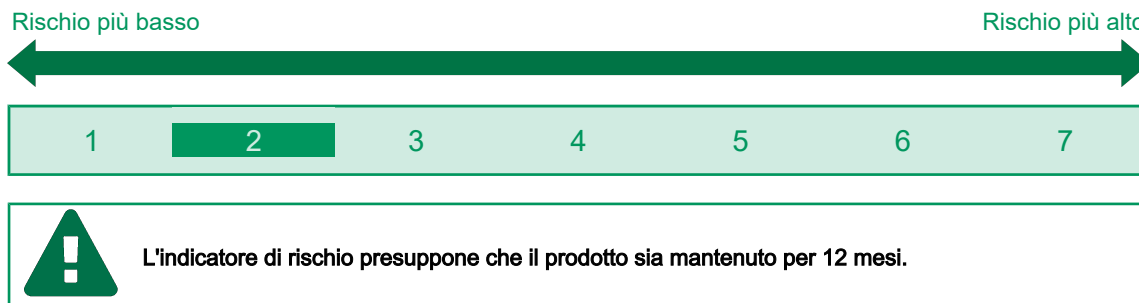 Rischio più basso Rischio più alto
1 2 3 4 5 6 7
L'indicatore di rischio presuppone che il prodotto sia mantenuto per 12 mesi.